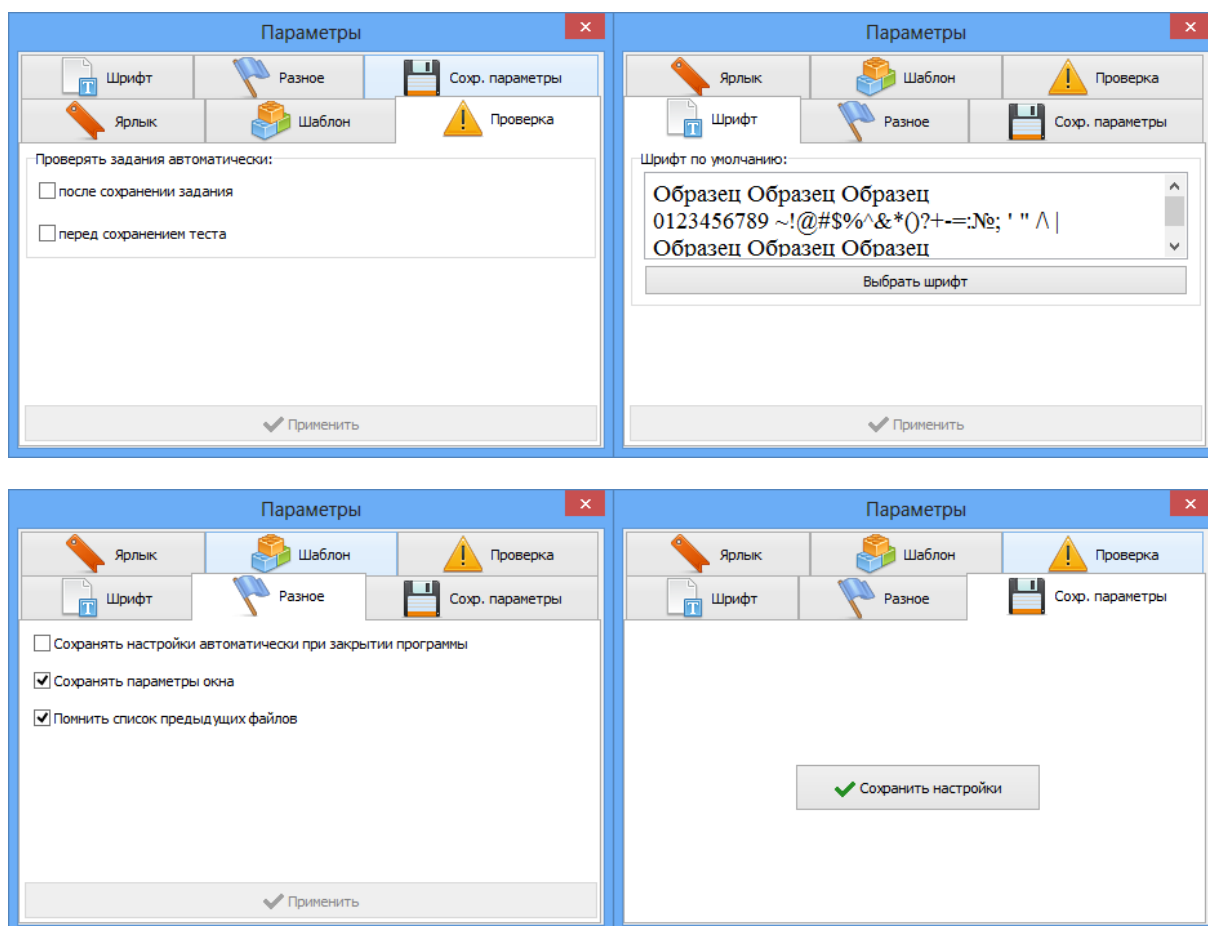 Параметры
Шрифт Разное Сохр. параметры
Ярлык Шаблон Проверка
Проверять задания автоматически:
после сохранении задания
перед сохранением теста
Применить
Параметры
Ярлык Шаблон Проверка
Шрифт Разное Сохр. параметры
Шрифт по умолчанию:
Образец Образец Образец
0123456789 ~!@#$%^&*()?+-=:№; ' " /\ |
Образец Образец Образец
Выбрать шрифт
Применить
Параметры
Ярлык Шаблон Проверка
Шрифт Разное Сохр. параметры
Сохранять настройки автоматически при закрытии программы
Сохранять параметры окна
Помнить список предыдущих файлов
Применить
Параметры
Ярлык Шаблон Проверка
Шрифт Разное Сохр. параметры
Сохранить настройки